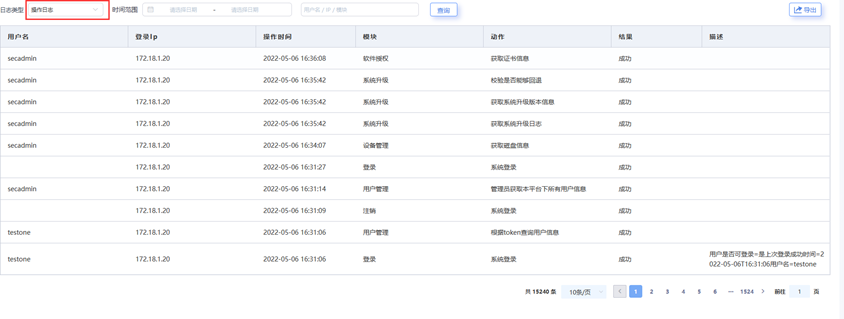 日志类型 操作日志 时间范围 请选择日期 - 请选择日期 用户名 / IP / 模块 查询 导出
用户名 登录Ip 操作时间 模块 动作 结果 描述
secadmin 172.18.1.20 2022-05-06 16:36:08 软件授权 获取证书信息 成功
secadmin 172.18.1.20 2022-05-06 16:35:42 系统升级 校验是否能够回退 成功
secadmin 172.18.1.20 2022-05-06 16:35:42 系统升级 获取系统升级版本信息 成功
secadmin 172.18.1.20 2022-05-06 16:35:42 系统升级 获取系统升级日志 成功
secadmin 172.18.1.20 2022-05-06 16:34:07 设备管理 获取磁盘信息 成功
172.18.1.20 2022-05-06 16:31:27 登录 系统登录 成功
secadmin 172.18.1.20 2022-05-06 16:31:14 用户管理 管理员获取本平台下所有用户信息 成功
172.18.1.20 2022-05-06 16:31:09 注销 系统登录 成功
testone 172.18.1.20 2022-05-06 16:31:06 用户管理 根据token查询用户信息 成功
testone 172.18.1.20 2022-05-06 16:31:06 登录 系统登录 成功 用户是否可登录=是上次登录成功时间=2
022-05-06T16:31:06用户名=testone
共 15240 条 10条/页 < 1 2 3 4 5 6 ··· 1524 > 前往 1 页